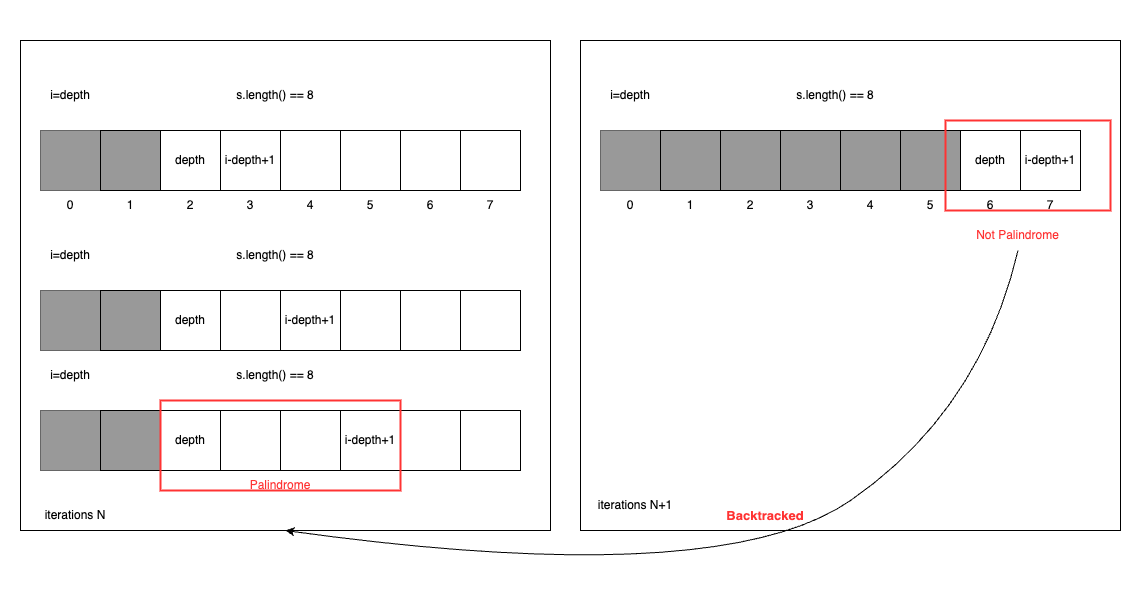 i=depth s.length() == 8
depth i-depth+1
0 1 2 3 4 5 6 7
i=depth s.length() == 8
depth i-depth+1
i=depth s.length() == 8
depth i-depth+1
Palindrome
iterations N
i=depth s.length() == 8
depth i-depth+1
0 1 2 3 4 5 6 7
Not Palindrome
iterations N+1
Backtracked